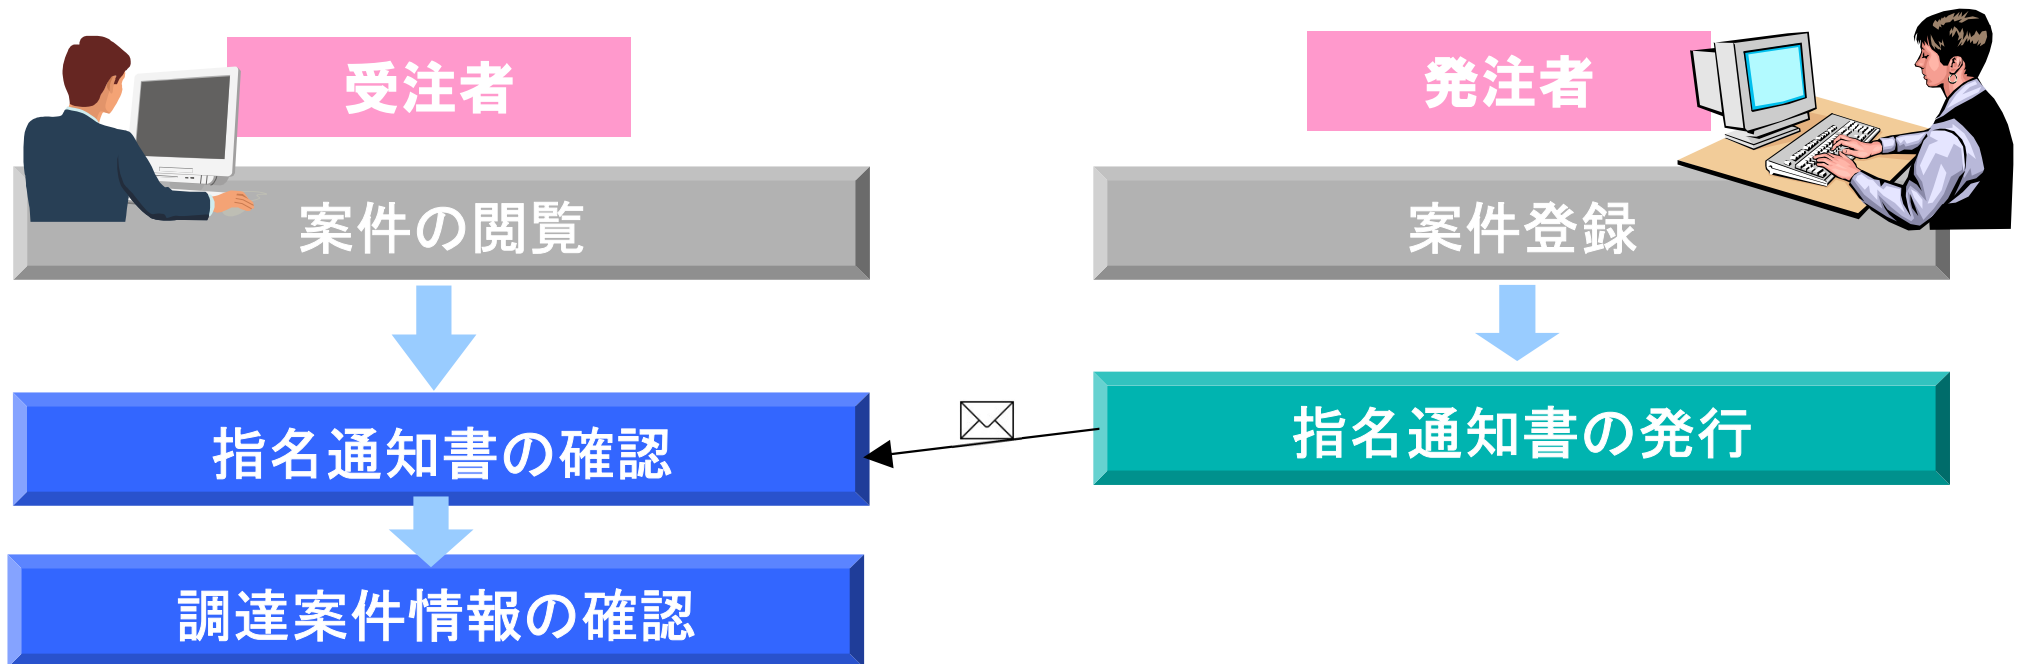 受注者
発注者
案件の閲覧
案件登録
指名通知書の確認
指名通知書の発行
調達案件情報の確認